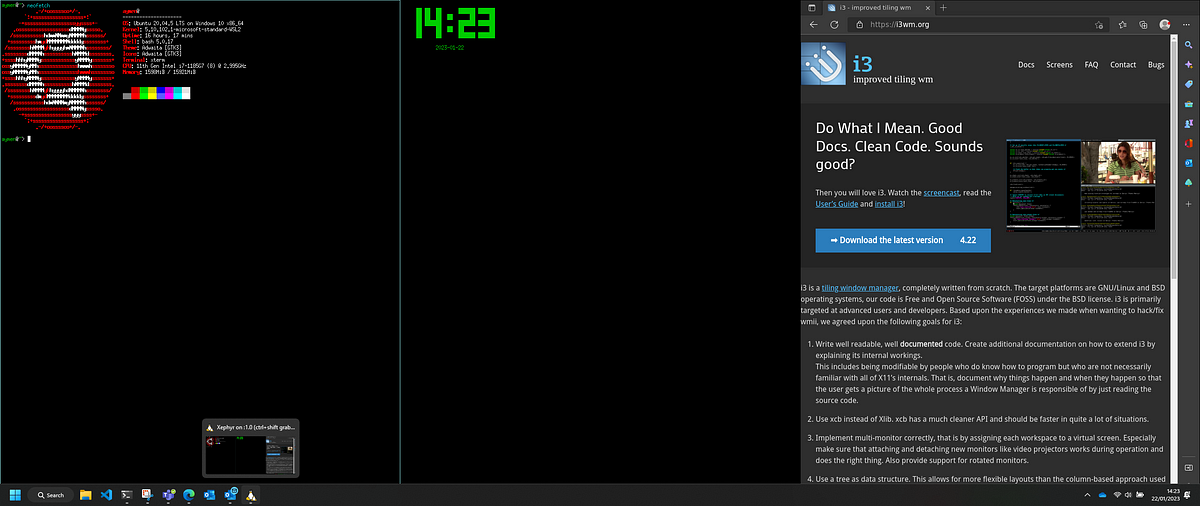 neofetch
OS: Ubuntu 20.04.5 LTS on Windows 10 x86_64
Kernel: 5.10.102.1-microsoft-standard-WSL2
Uptime: 16 hours, 17 mins
Shell: bash 5.0.17
Theme: Adwaita [GTK3]
Icons: Adwaita [GTK3]
Terminal: xterm
CPU: 11th Gen Intel i7-1185G7 (8) @ 2.995GHz
Memory: 1598MiB / 15921MiB
14:23
2023-01-22
i3 - improved tiling wm
https://i3wm.org
i3
improved tiling wm
Docs Screens FAQ Contact Bugs
Do What I Mean. Good
Docs. Clean Code. Sounds
good?
Then you will love i3. Watch the screencast, read the
User's Guide and install i3!
➡ Download the latest version 4.22
i3 is a tiling window manager, completely written from scratch. The target platforms are GNU/Linux and BSD
operating systems, our code is Free and Open Source Software (FOSS) under the BSD license. i3 is primarily
targeted at advanced users and developers. Based upon the experiences we made when wanting to hack/fix
wmii, we agreed upon the following goals for i3:
1. Write well readable, well documented code. Create additional documentation on how to extend i3 by
explaining its internal workings.
This includes being modifiable by people who do know how to program but who are not necessarily
familiar with all of X11's internals. That is, document why things happen and when they happen so that
the user gets a picture of the whole process a Window Manager is responsible of by just reading the
source code.
2. Use xcb instead of Xlib. xcb has a much cleaner API and should be faster in quite a lot of situations.
3. Implement multi-monitor correctly, that is by assigning each workspace to a virtual screen. Especially
make sure that attaching and detaching new monitors like video projectors works during operation and
does the right thing. Also provide support for rotated monitors.
4. Use a tree as data structure. This allows for more flexible layouts than the column-based approach used
Xephyr on :1.0 (ctrl+shift grab...
Search
14:23
22/01/2023